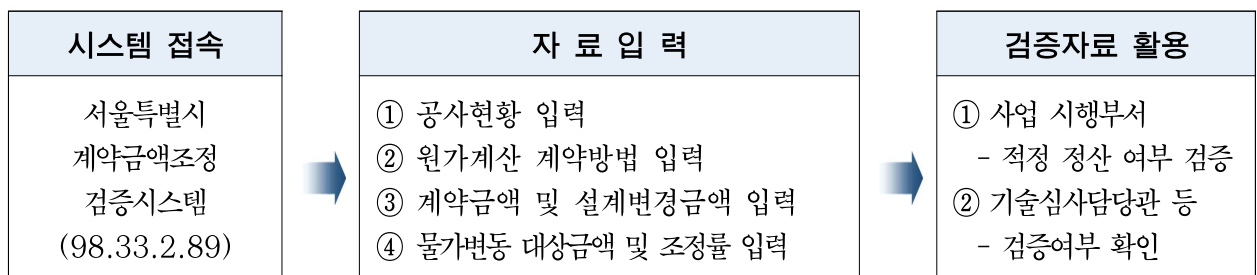 시스템 접속
서울특별시
계약금액조정
검증시스템
(98.33.2.89)
자 료 입 력
① 공사현황 입력
② 원가계산 계약방법 입력
③ 계약금액 및 설계변경금액 입력
④ 물가변동 대상금액 및 조정률 입력
검증자료 활용
① 사업 시행부서
- 적정 정산 여부 검증
② 기술심사담당관 등
- 검증여부 확인